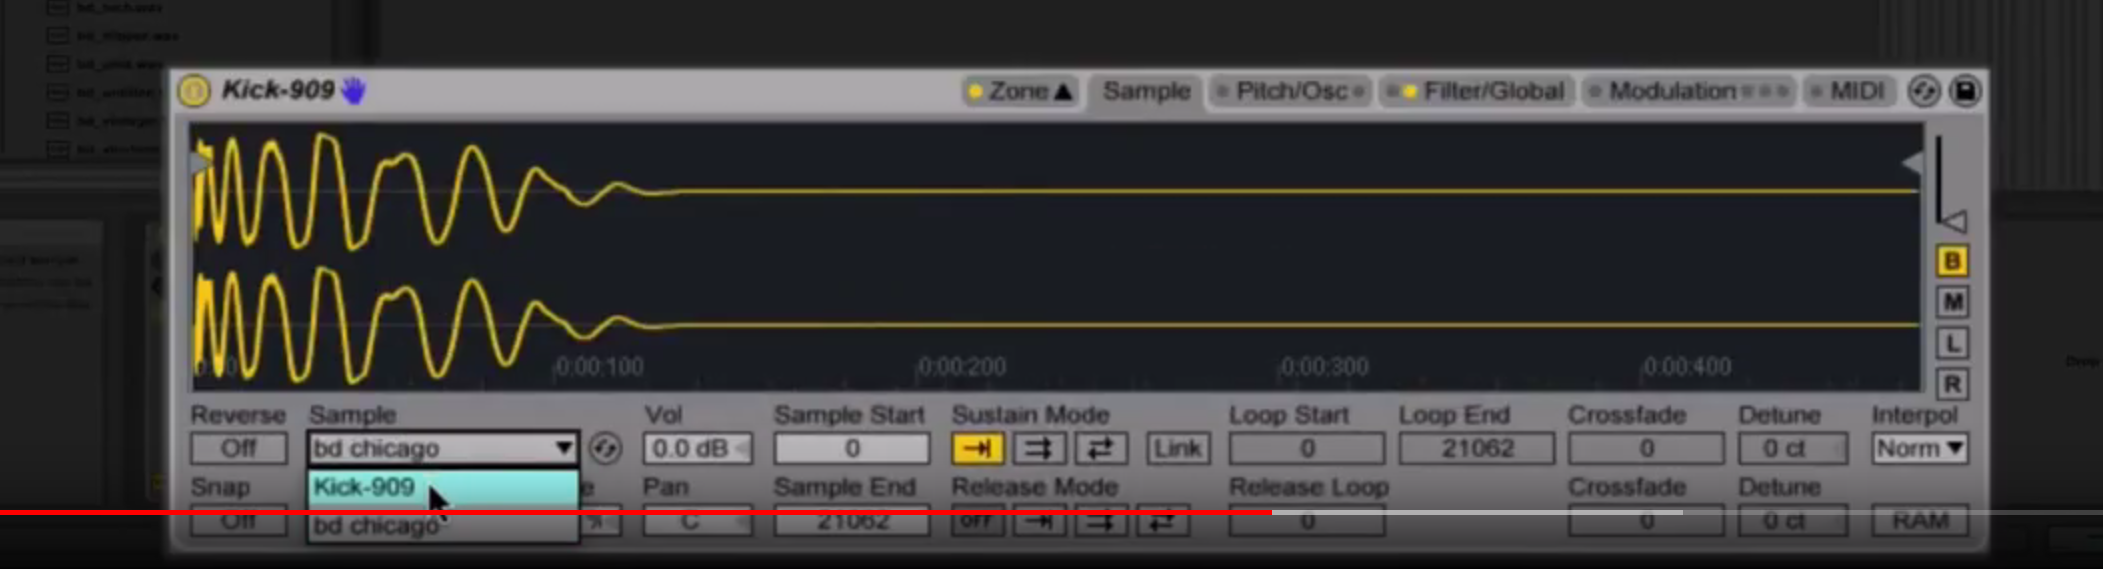 Kick-909
Zone Sample Pitch/Osc Filter/Global Modulation MIDI
B
M
L
R
0:00:100 0:00:200 0:00:300 0:00:400
Reverse Sample Vol Sample Start Sustain Mode Loop Start Loop End Crossfade Detune Interpol
Off bd chicago 0.0 dB 0 Link 0 21062 0 0 ct Norm
Snap Kick-909 e Pan Sample End Release Mode Release Loop Crossfade Detune
Off bd chicago C 21062 off 0 0 0 ct RAM